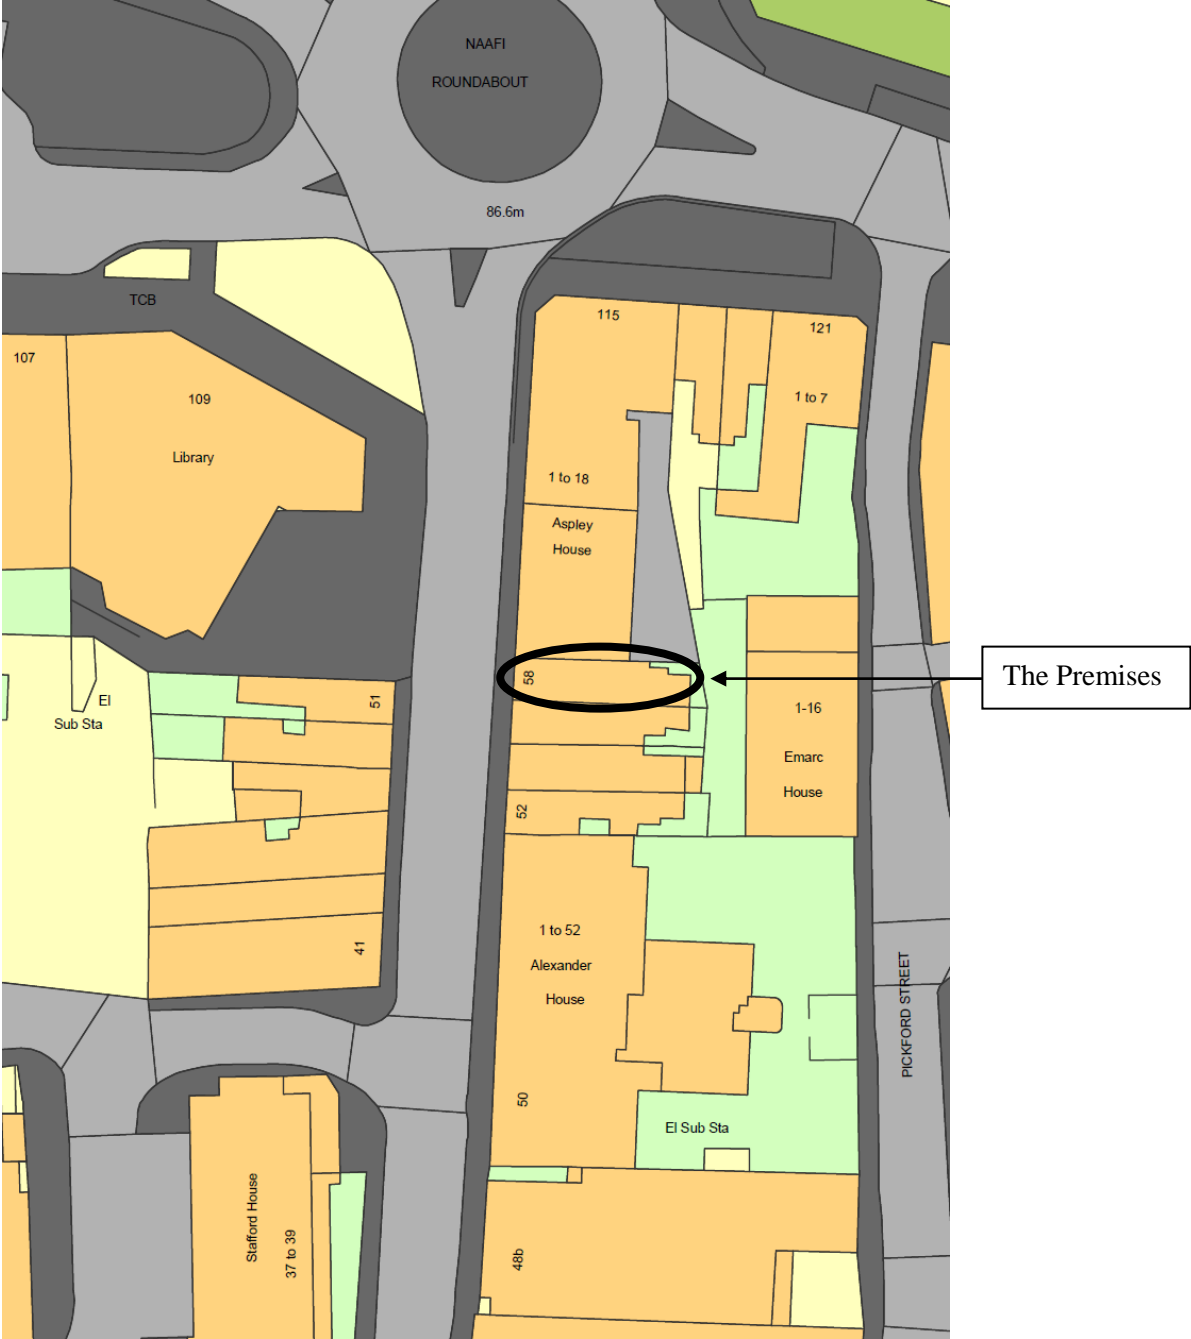 NAAFI
ROUNDABOUT
86.6m
TCB
107
109
Library
115
121
1 to 7
1 to 18
Aspley
House
58
The Premises
El
Sub Sta
51
1-16
Emarc
House
52
41
1 to 52
Alexander
House
50
PICKFORD STREET
El Sub Sta
Stafford House
37 to 39
48b